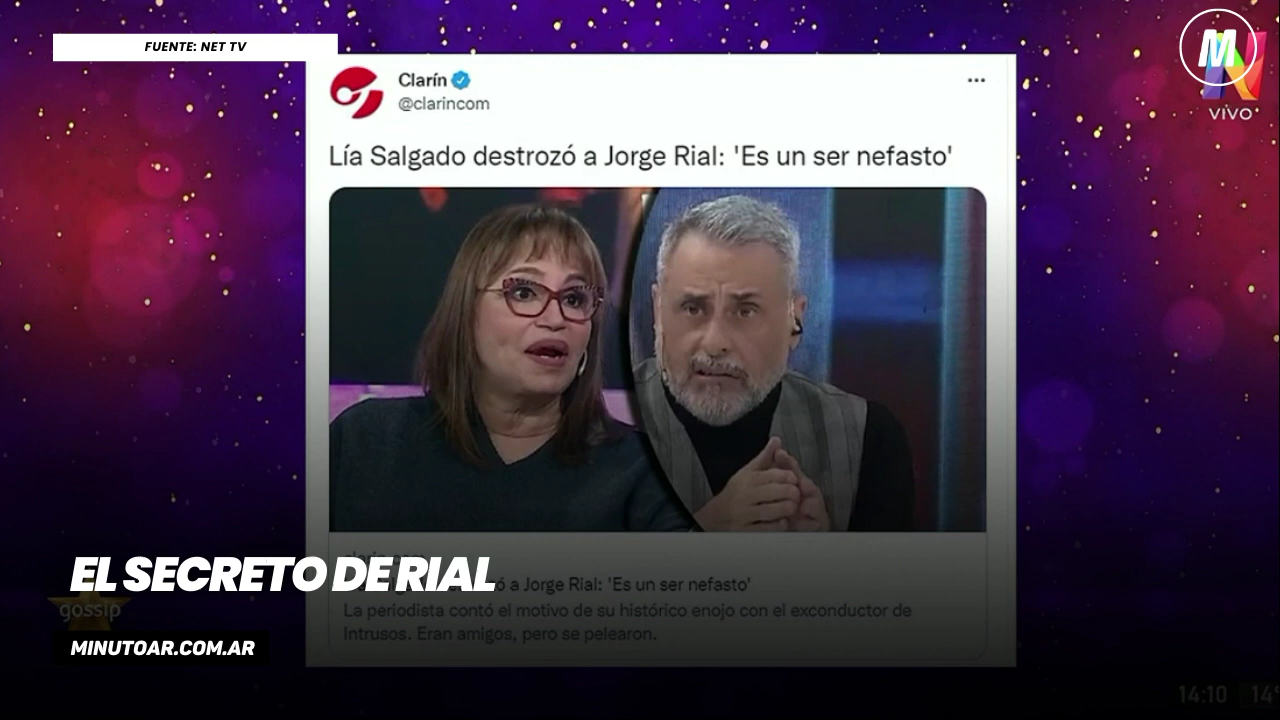 FUENTE: NET TV
M
vivo
Clarín
@clarincom
Lía Salgado destrozó a Jorge Rial: 'Es un ser nefasto'
EL SECRETO DE RIAL
ó a Jorge Rial: 'Es un ser nefasto'
gossip
La periodista contó el motivo de su histórico enojo con el exconductor de
Intrusos. Eran amigos, pero se pelearon.
MINUTOAR.COM.AR
14:10 14°